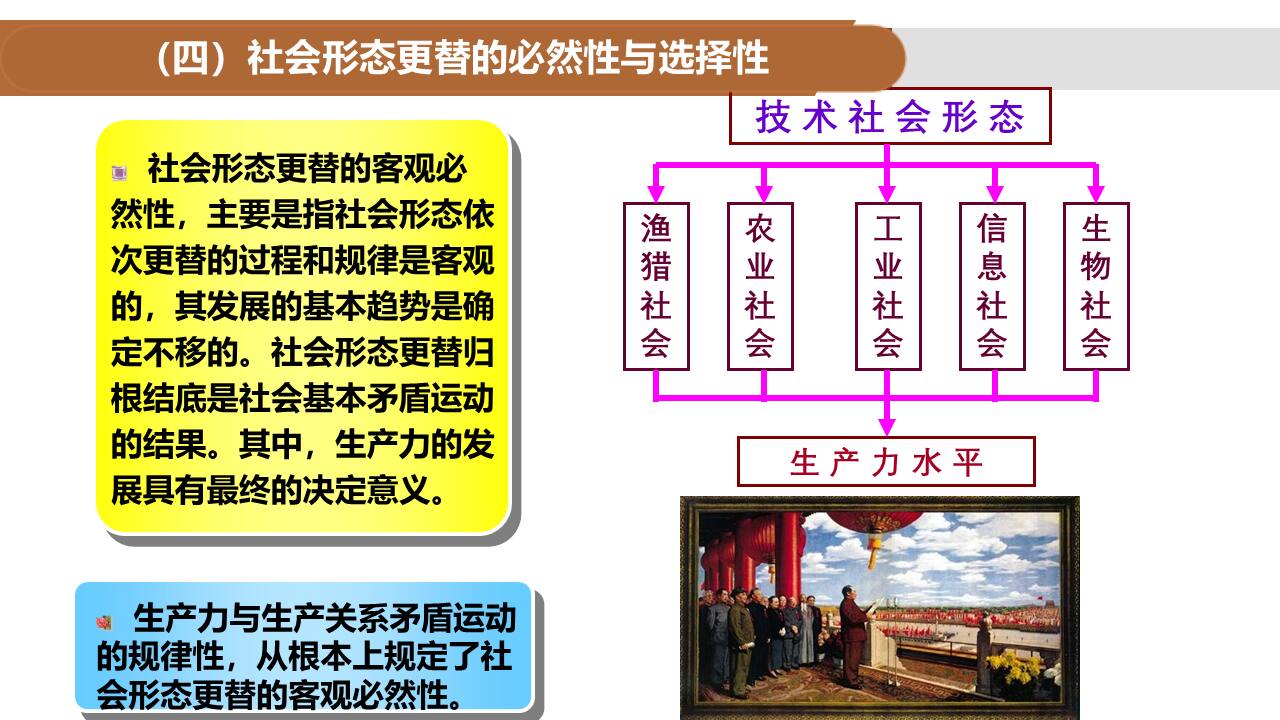 （四）社会形态更替的必然性与选择性
社会形态更替的客观必
然性，主要是指社会形态依
次更替的过程和规律是客观
的，其发展的基本趋势是确
定不移的。社会形态更替归
根结底是社会基本矛盾运动
的结果。其中，生产力的发
展具有最终的决定意义。
生产力与生产关系矛盾运动
的规律性，从根本上规定了社
会形态更替的客观必然性。
技术社会形态
渔猎社会
农业社会
工业社会
信息社会
生物社会
生产力水平